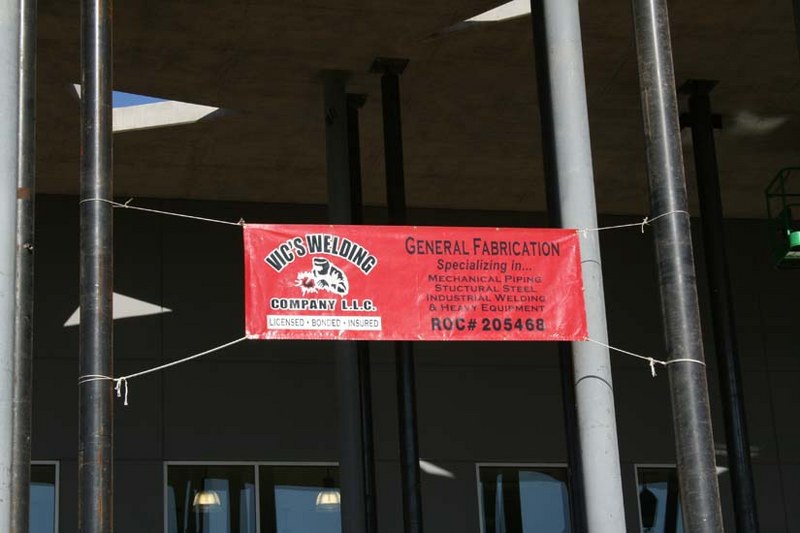 VIC'S WELDING
COMPANY L.L.C.
LICENSED • BONDED • INSURED
GENERAL FABRICATION
Specializing in...
MECHANICAL PIPING
STUCTURAL STEEL
INDUSTRIAL WELDING
& HEAVY EQUIPMENT
ROC# 205468